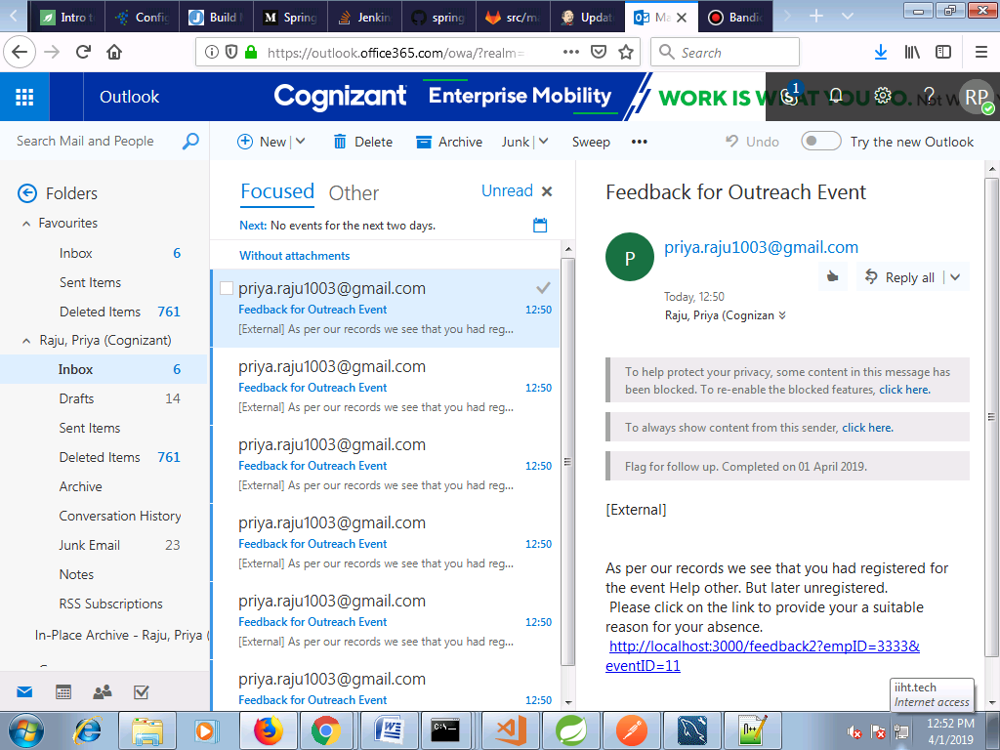 Intro t
Config
Build
Spring
Jenkin
spring
src/m
Update
Ma
Bandic
https://outlook.office365.com/owa/?realm=
Search
Outlook
Cognizant
Enterprise Mobility
WORK IS WHAT YOU DO.
1
RP
Search Mail and People
New
Delete
Archive
Junk
Sweep
Undo
Try the new Outlook
Folders
Favourites
Inbox 6
Sent Items
Deleted Items 761
Raju, Priya (Cognizant)
Inbox 6
Drafts 14
Sent Items
Deleted Items 761
Archive
Conversation History
Junk Email 23
Notes
RSS Subscriptions
In-Place Archive - Raju, Priya (
Focused Other Unread
Next: No events for the next two days.
Without attachments
priya.raju1003@gmail.com
Feedback for Outreach Event 12:50
[External] As per our records we see that you had reg...
priya.raju1003@gmail.com
Feedback for Outreach Event 12:50
[External] As per our records we see that you had reg...
priya.raju1003@gmail.com
Feedback for Outreach Event 12:50
[External] As per our records we see that you had reg...
priya.raju1003@gmail.com
Feedback for Outreach Event 12:50
[External] As per our records we see that you had reg...
priya.raju1003@gmail.com
Feedback for Outreach Event 12:50
[External] As per our records we see that you had reg...
priya.raju1003@gmail.com
Feedback for Outreach Event 12:50
Feedback for Outreach Event
P
priya.raju1003@gmail.com
Reply all
Today, 12:50
Raju, Priya (Cognizan
To help protect your privacy, some content in this message has
been blocked. To re-enable the blocked features, click here.
To always show content from this sender, click here.
Flag for follow up. Completed on 01 April 2019.
[External]
As per our records we see that you had registered for
the event Help other. But later unregistered.
Please click on the link to provide your a suitable
reason for your absence.
http://localhost:3000/feedback2?empID=3333&
eventID=11
iiht.tech
Internet access
12:52 PM
4/1/2019